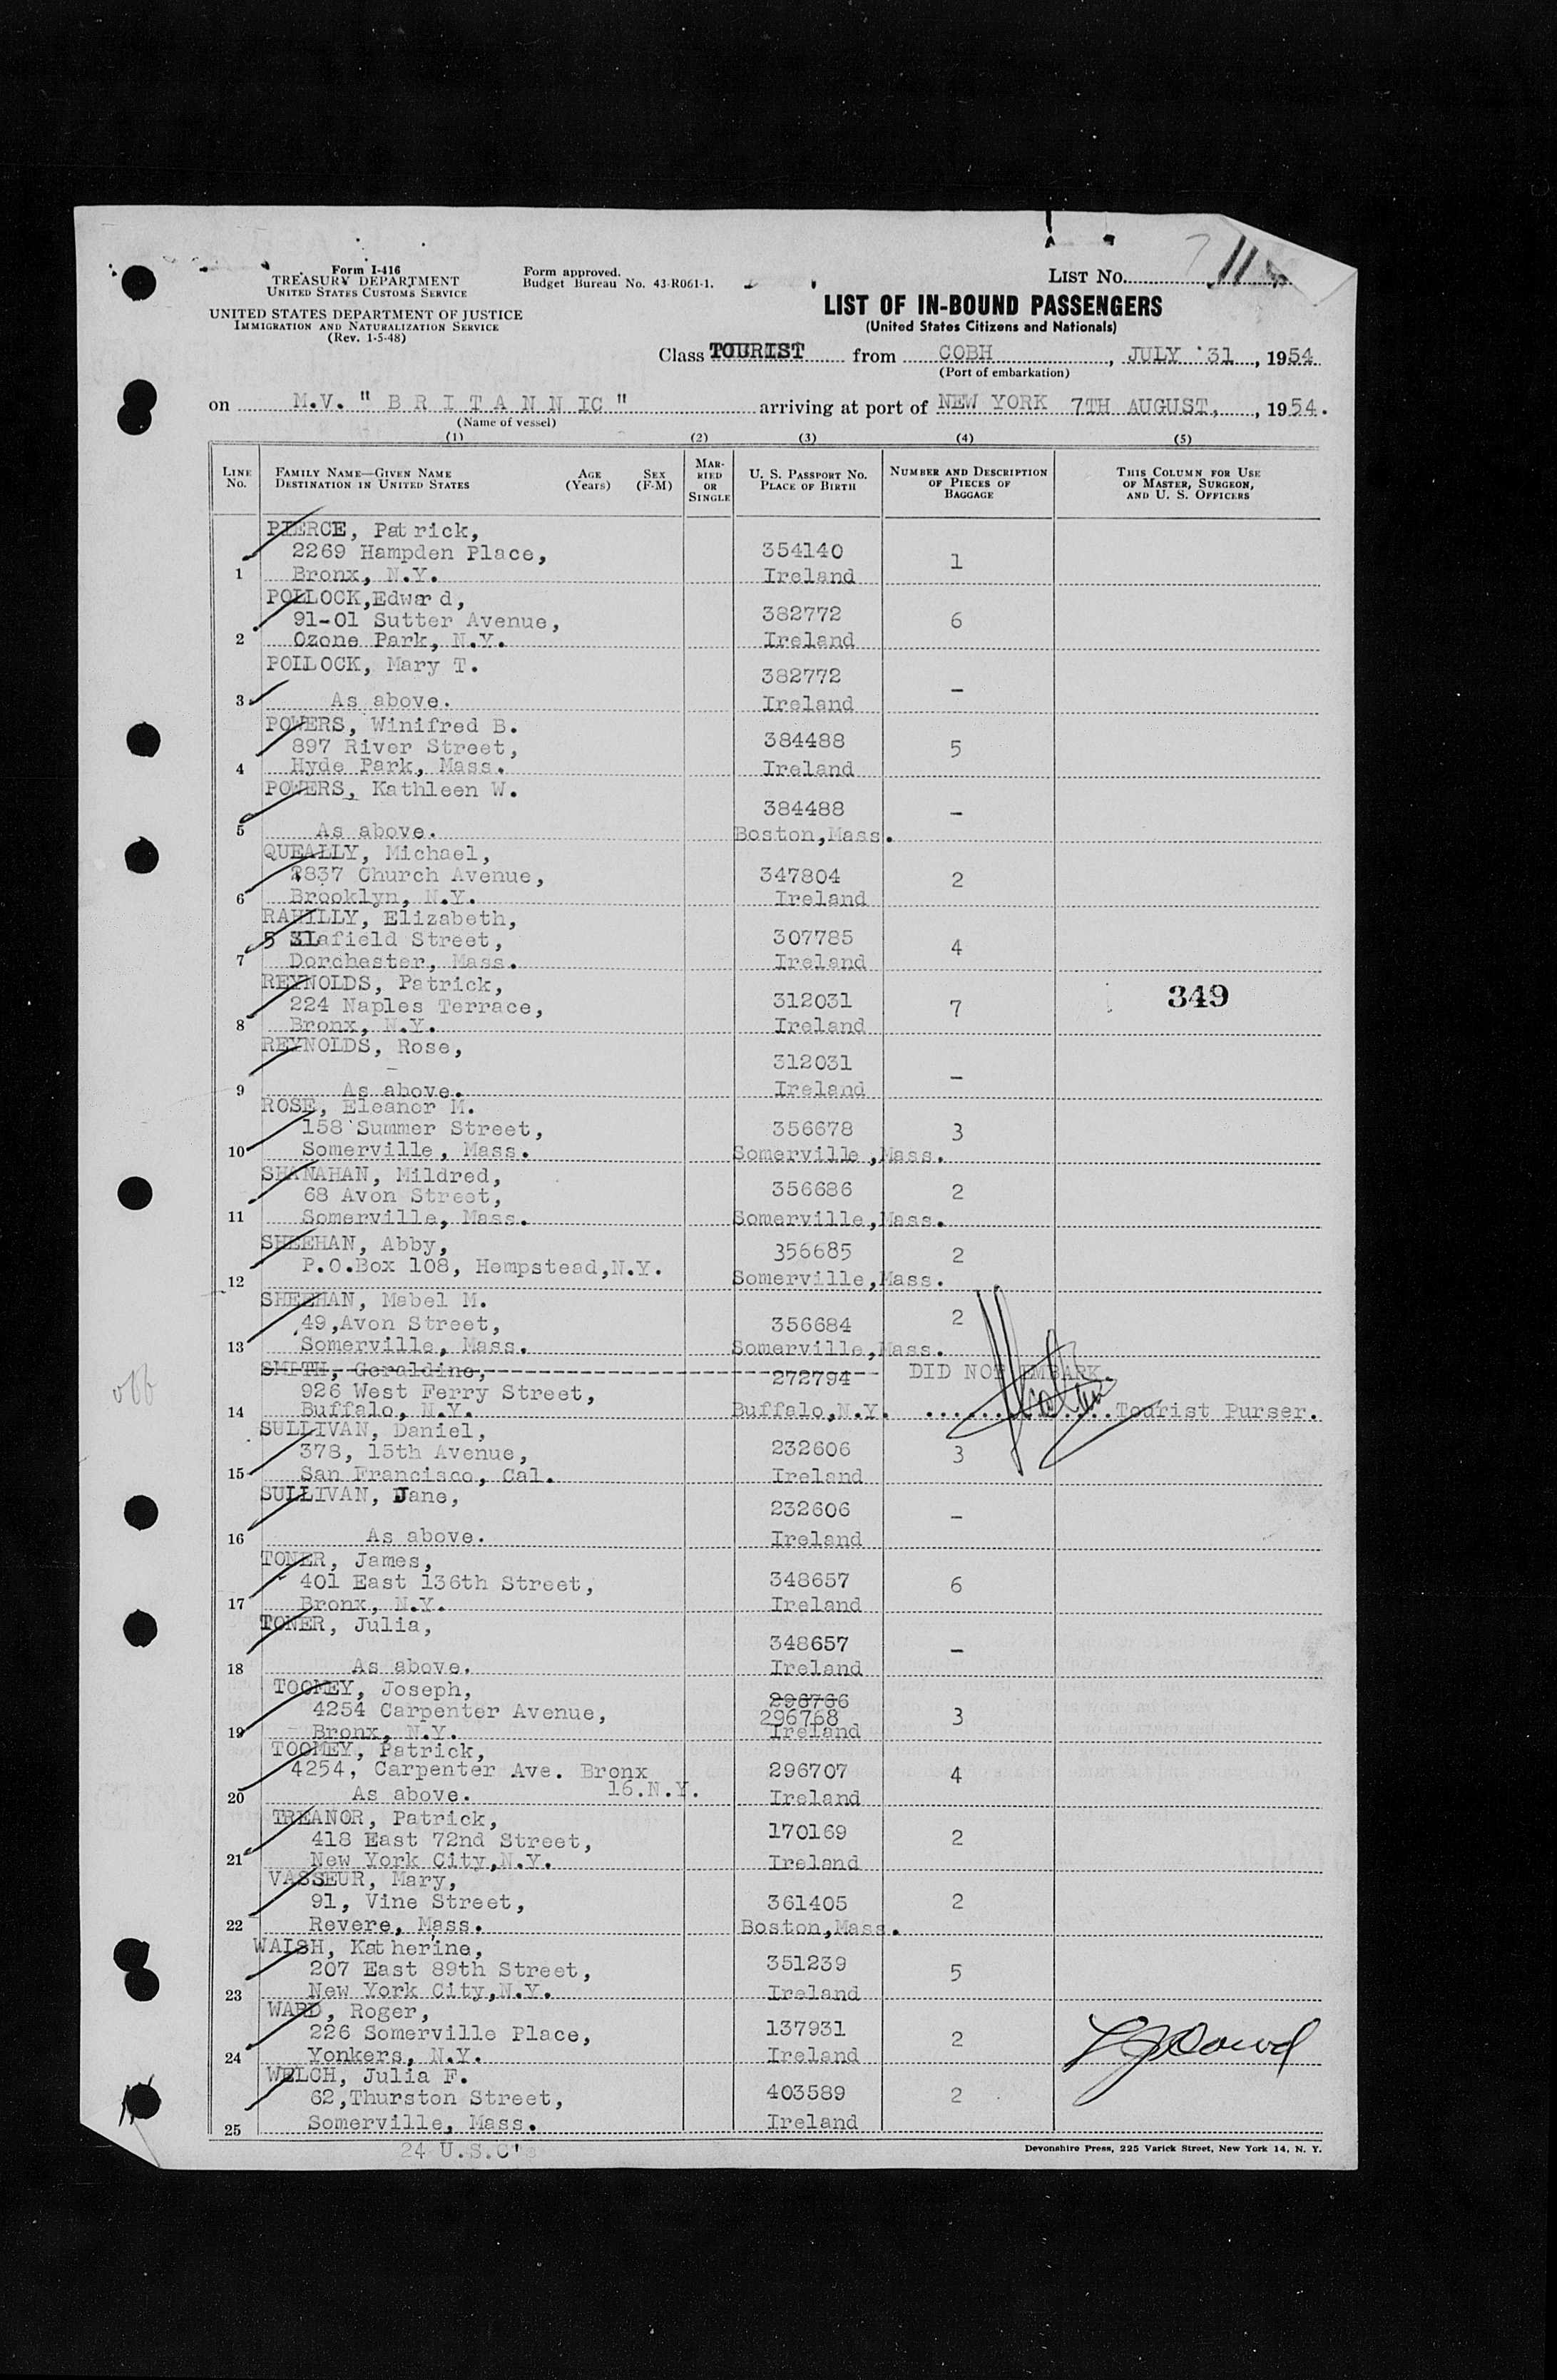 Form I-416
TREASURY DEPARTMENT
UNITED STATES CUSTOMS SERVICE
UNITED STATES DEPARTMENT OF JUSTICE
IMMIGRATION AND NATURALIZATION SERVICE
(Rev. 1-5-48)
Form approved.
Budget Bureau No. 43-R061-1.
LIST NO. 11
LIST OF IN-BOUND PASSENGERS
(United States Citizens and Nationals)
Class TOURIST from COBH, JULY 31, 1954
(Port of embarkation)
on M.V. " B R I T A N N IC " arriving at port of NEW YORK 7TH AUGUST, , 1954.
(Name of vessel)
(1) (2) (3) (4) (5)
LINE NO. FAMILY NAME—GIVEN NAME DESTINATION IN UNITED STATES AGE (Years) SEX (F-M) MARRIED OR SINGLE U. S. PASSPORT NO. PLACE OF BIRTH NUMBER AND DESCRIPTION OF PIECES OF BAGGAGE THIS COLUMN FOR USE OF MASTER, SURGEON, AND U. S. OFFICERS
PIERCE, Patrick,
2269 Hampden Place, 354140 1
1 Bronx, N.Y. Ireland
POLLOCK,Edward,
91-01 Sutter Avenue, 382772 6
2 Ozone Park, N.Y. Ireland
POLLOCK, Mary T. 382772 –
3 As above. Ireland
POWERS, Winifred B.
897 River Street, 384488 5
4 Hyde Park, Mass. Ireland
POWERS, Kathleen W. 384488 –
5 As above. Boston,Mass.
QUEALLY, Michael,
2837 Church Avenue, 347804 2
6 Brooklyn, N.Y. Ireland
RAHILLY, Elizabeth,
5 Elafield Street, 307785 4
7 Dorchester, Mass. Ireland
REYNOLDS, Patrick,
224 Naples Terrace, 312031 7 349
8 Bronx, N.Y. Ireland
REYNOLDS, Rose, 312031 –
9 As above. Ireland
ROSE, Eleanor M.
158 Summer Street, 356678 3
10 Somerville, Mass. Somerville,Mass.
SHANAHAN, Mildred,
68 Avon Street, 356686 2
11 Somerville, Mass. Somerville,Mass.
SHEEHAN, Abby, 356685 2
P.O.Box 108, Hempstead,N.Y.
12 Somerville,Mass.
SHEEHAN, Mabel M. 2
49,Avon Street, 356684
13 Somerville, Mass. Somerville,Mass.
SMITH, Geraldine, 272794 DID NOT EMBARK.
926 West Ferry Street,
14 Buffalo, N.Y. Buffalo,N.Y. Tourist Purser.
SULLIVAN, Daniel,
378, 15th Avenue, 232606 3
15 San Francisco, Cal. Ireland
SULLIVAN, Jane, 232606 –
16 As above. Ireland
TONER, James,
401 East 136th Street, 348657 6
17 Bronx, N.Y. Ireland
TONER, Julia, 348657 –
18 As above. Ireland
TOOMEY, Joseph, 296766
4254 Carpenter Avenue, 296768 3
19 Bronx, N.Y. Ireland
TOOMEY, Patrick,
4254, Carpenter Ave. Bronx 296707 4
16.N.Y.
20 As above. Ireland
TREANOR, Patrick,
418 East 72nd Street, 170169 2
21 New York City,N.Y. Ireland
VASSEUR, Mary,
91, Vine Street, 361405 2
22 Revere, Mass. Boston,Mass.
WALSH, Katherine,
207 East 89th Street, 351239 5
23 New York City,N.Y. Ireland
WARD, Roger,
226 Somerville Place, 137931 2
24 Yonkers, N.Y. Ireland
WELCH, Julia F.
62,Thurston Street, 403589 2
25 Somerville, Mass. Ireland
24 U.S.C's
Devonshire Press, 225 Varick Street, New York 14, N. Y.